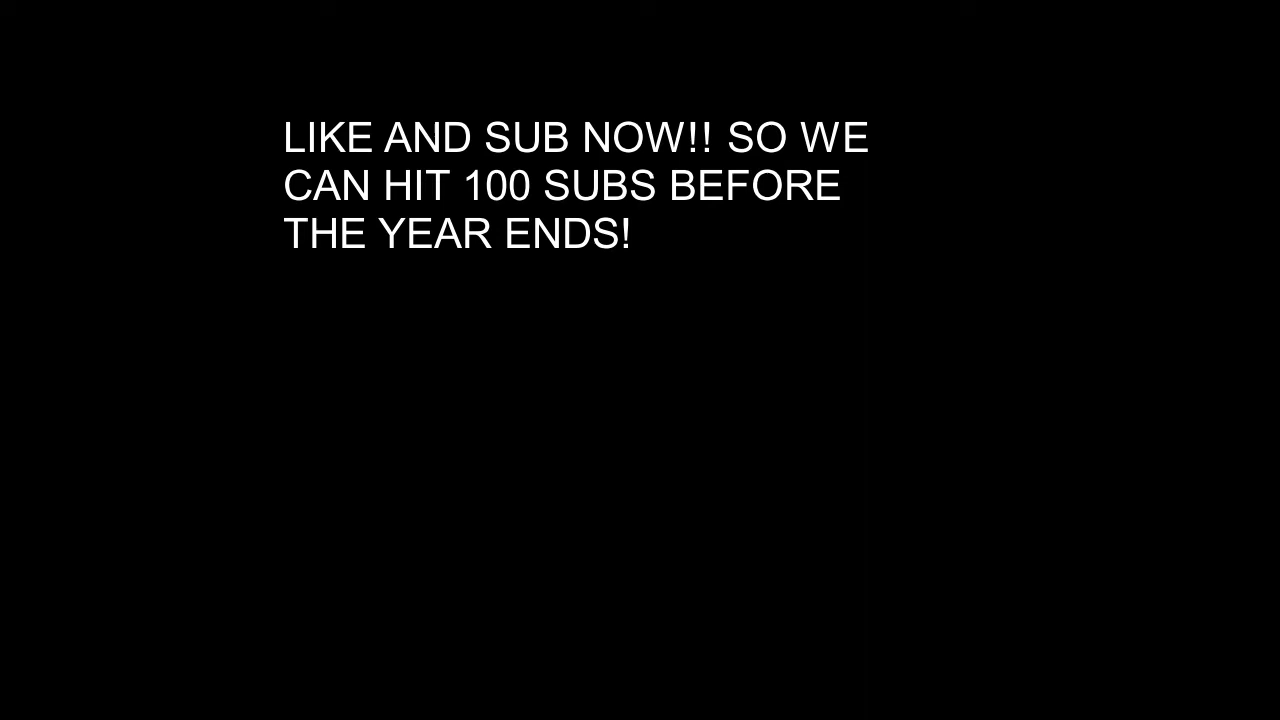 LIKE AND SUB NOW!! SO WE
CAN HIT 100 SUBS BEFORE
THE YEAR ENDS!